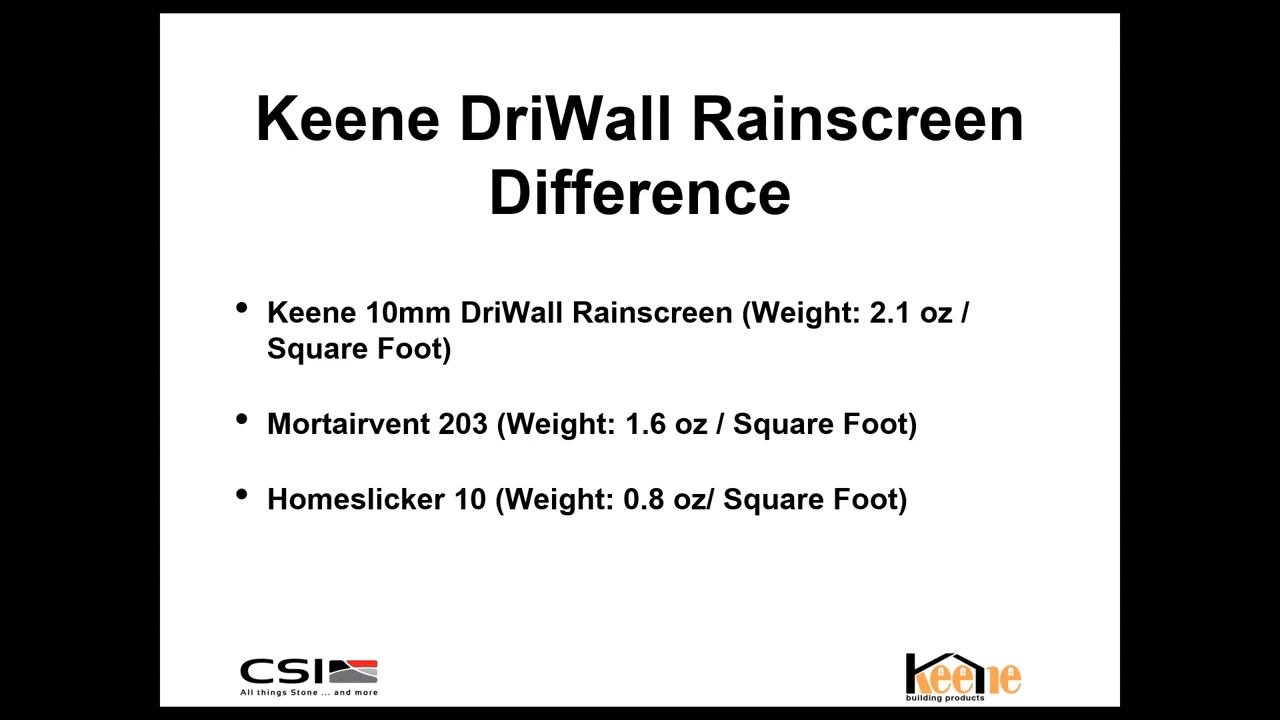 Keene DriWall Rainscreen
Difference
• Keene 10mm DriWall Rainscreen (Weight: 2.1 oz /
Square Foot)
• Mortairvent 203 (Weight: 1.6 oz / Square Foot)
• Homeslicker 10 (Weight: 0.8 oz/ Square Foot)
CSI
All things Stone ... and more
Keene
building products